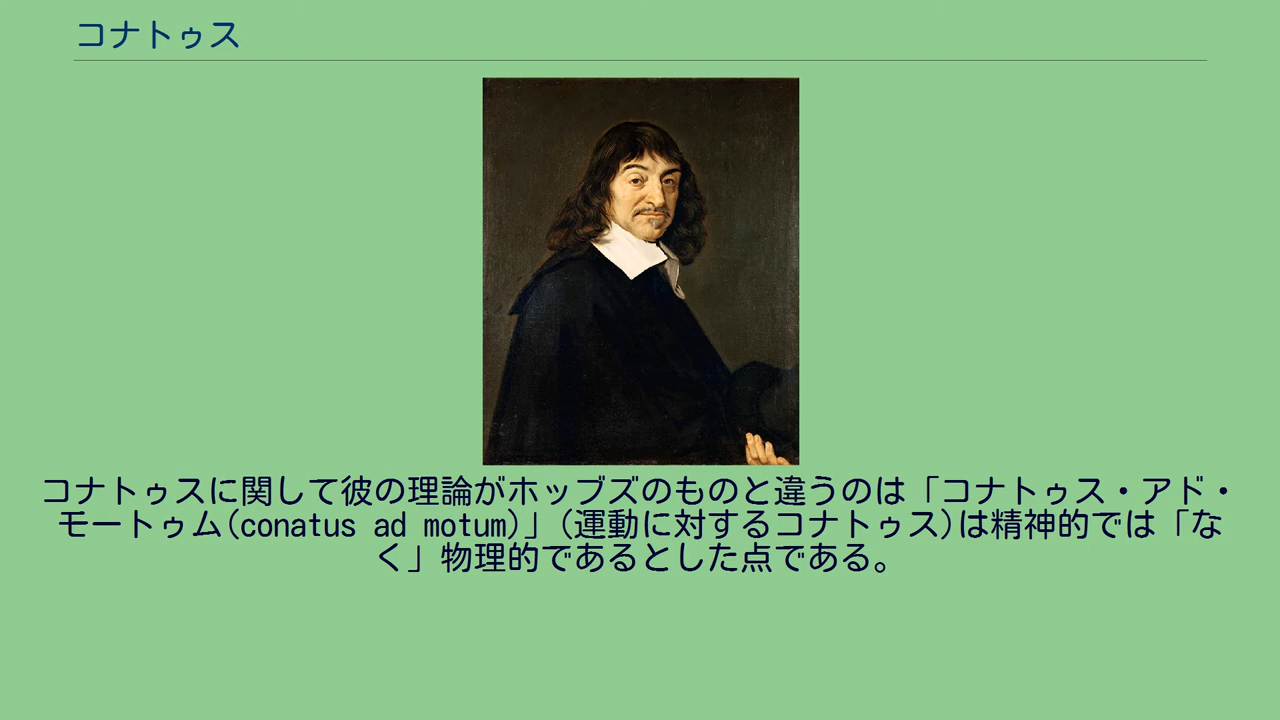 コナトゥス
コナトゥスに関して彼の理論がホッブズのものと違うのは「コナトゥス・アド・
モートゥム(conatus ad motum)」(運動に対するコナトゥス)は精神的では「な
く」物理的であるとした点である。